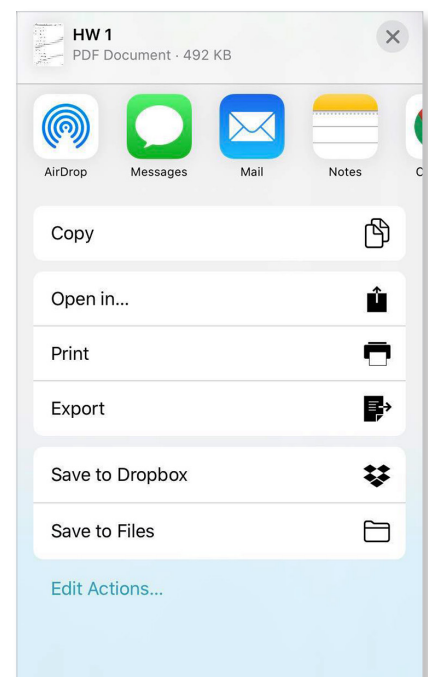 HW 1
PDF Document · 492 KB
AirDrop
Messages
Mail
Notes
C
Copy
Open in...
Print
Export
Save to Dropbox
Save to Files
Edit Actions...